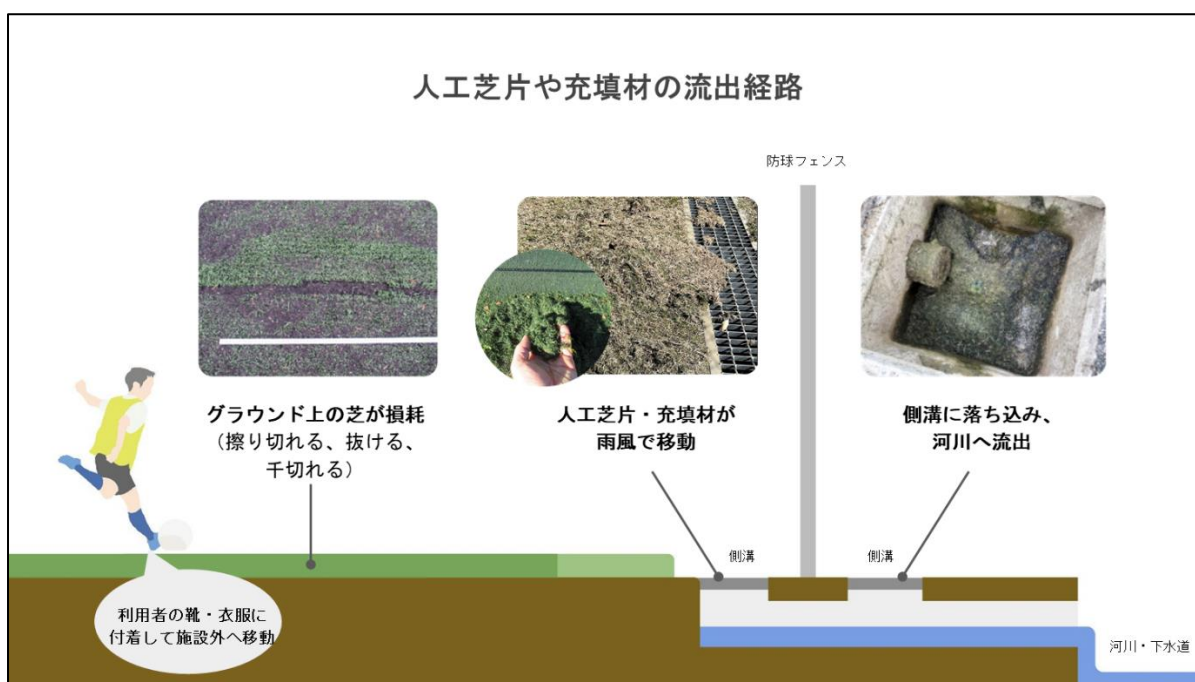 人工芝片や充填材の流出経路
防球フェンス
グラウンド上の芝が損耗
（擦り切れる、抜ける、
千切れる）
人工芝片・充填材が
雨風で移動
側溝に落ち込み、
河川へ流出
側溝
側溝
利用者の靴・衣服に
付着して施設外へ移動
河川・下水道